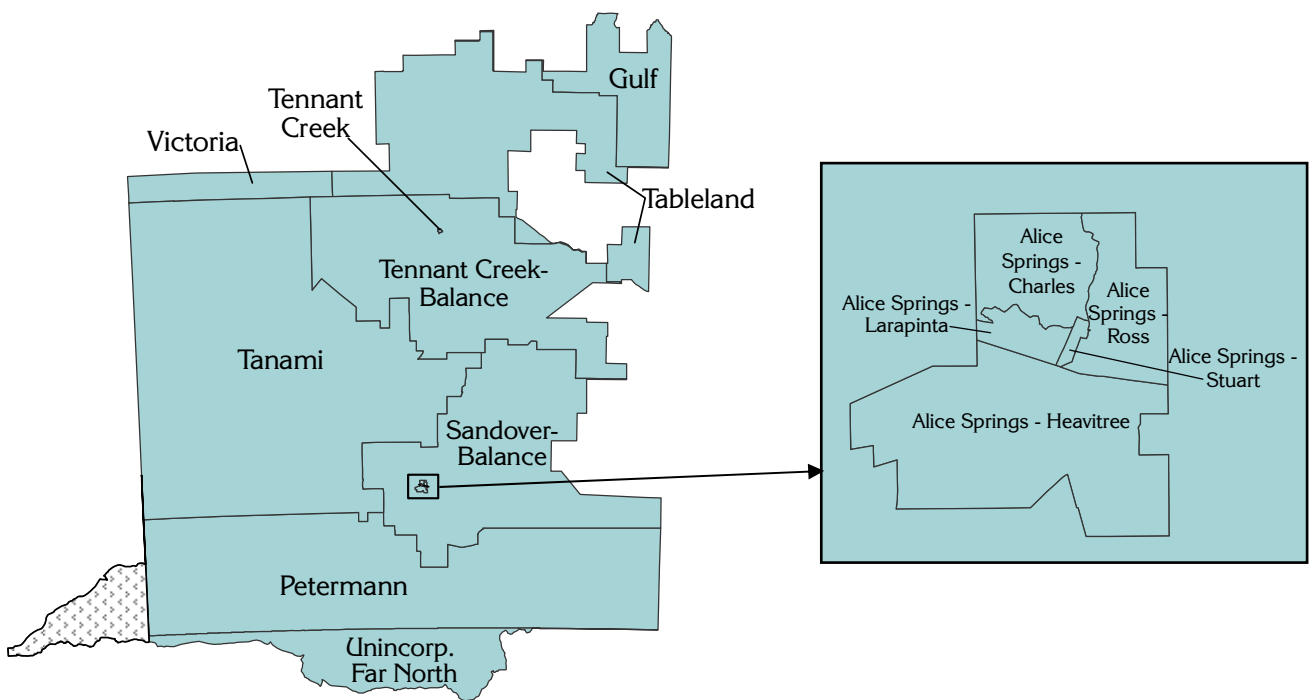 Gulf
Tennant
Creek
Victoria
Tableland
Tennant Creek-
Balance
Tanami
Sandover-
Balance
Petermann
Unincorp.
Far North
Alice
Springs -
Charles
Alice Springs -
Larapinta
Alice
Springs -
Ross
Alice Springs -
Stuart
Alice Springs - Heavitree